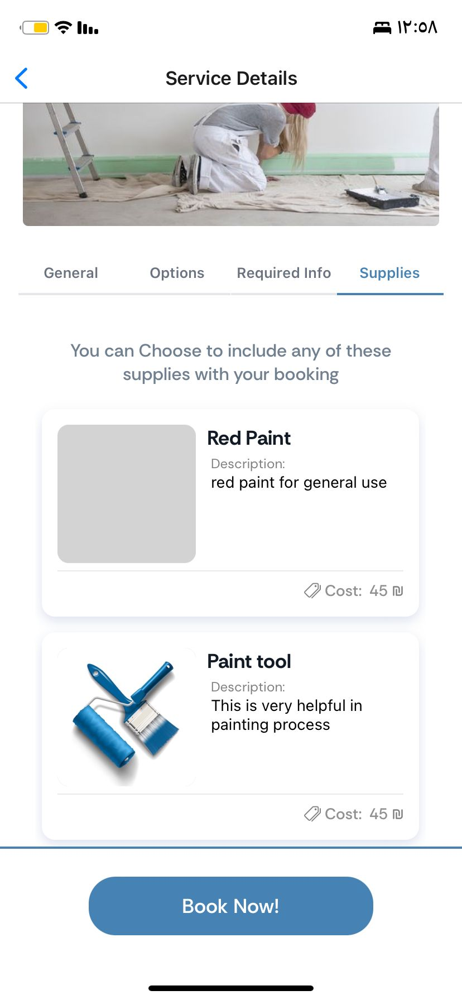 ١٢:٥٨
Service Details
General Options Required Info Supplies
You can Choose to include any of these
supplies with your booking
Red Paint
Description:
red paint for general use
Cost: 45 ₪
Paint tool
Description:
This is very helpful in
painting process
Cost: 45 ₪
Book Now!